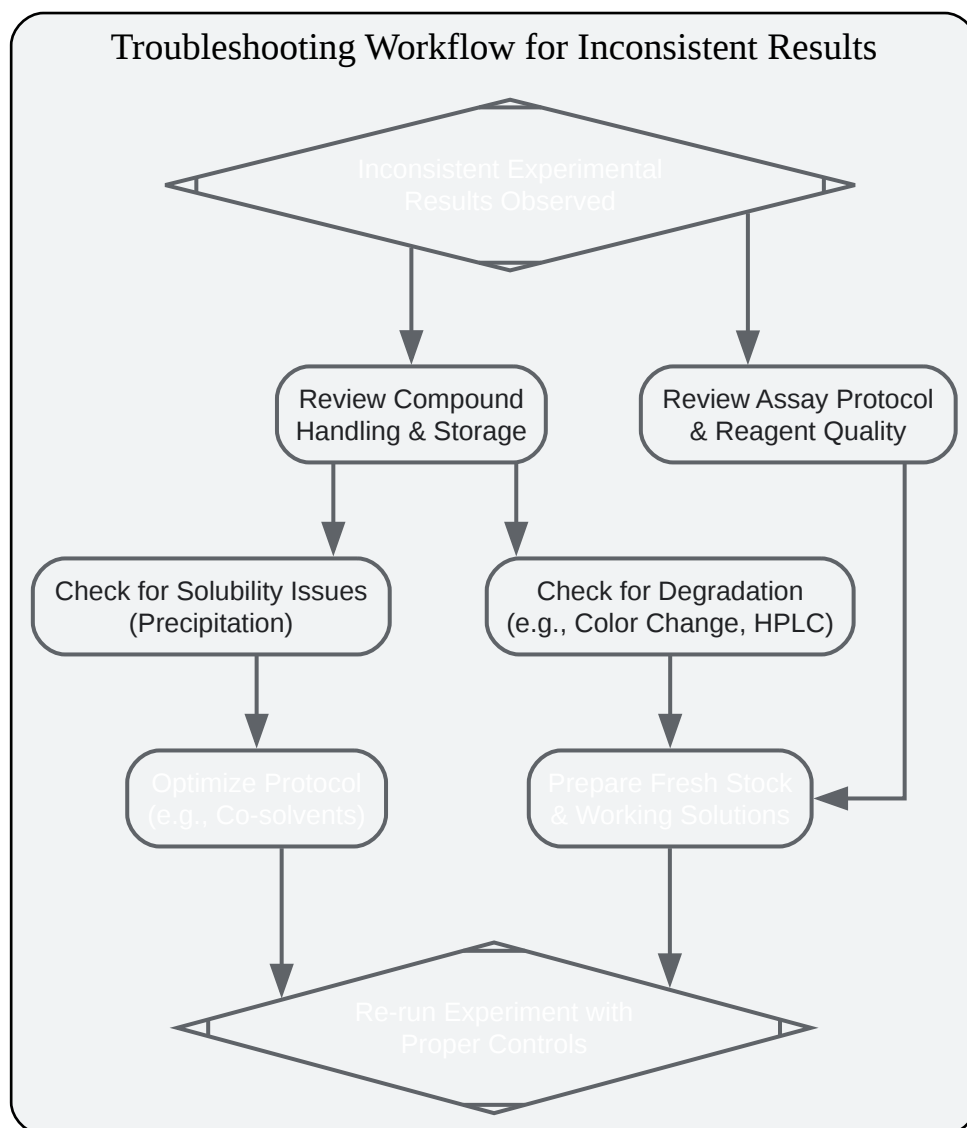 Troubleshooting Workflow for Inconsistent Results
Inconsistent Experimental
Results Observed
Review Compound
Handling & Storage
Review Assay Protocol
& Reagent Quality
Check for Solubility Issues
(Precipitation)
Check for Degradation
(e.g., Color Change, HPLC)
Optimize Protocol
(e.g., Co-solvents)
Prepare Fresh Stock
& Working Solutions
Re-run Experiment with
Proper Controls